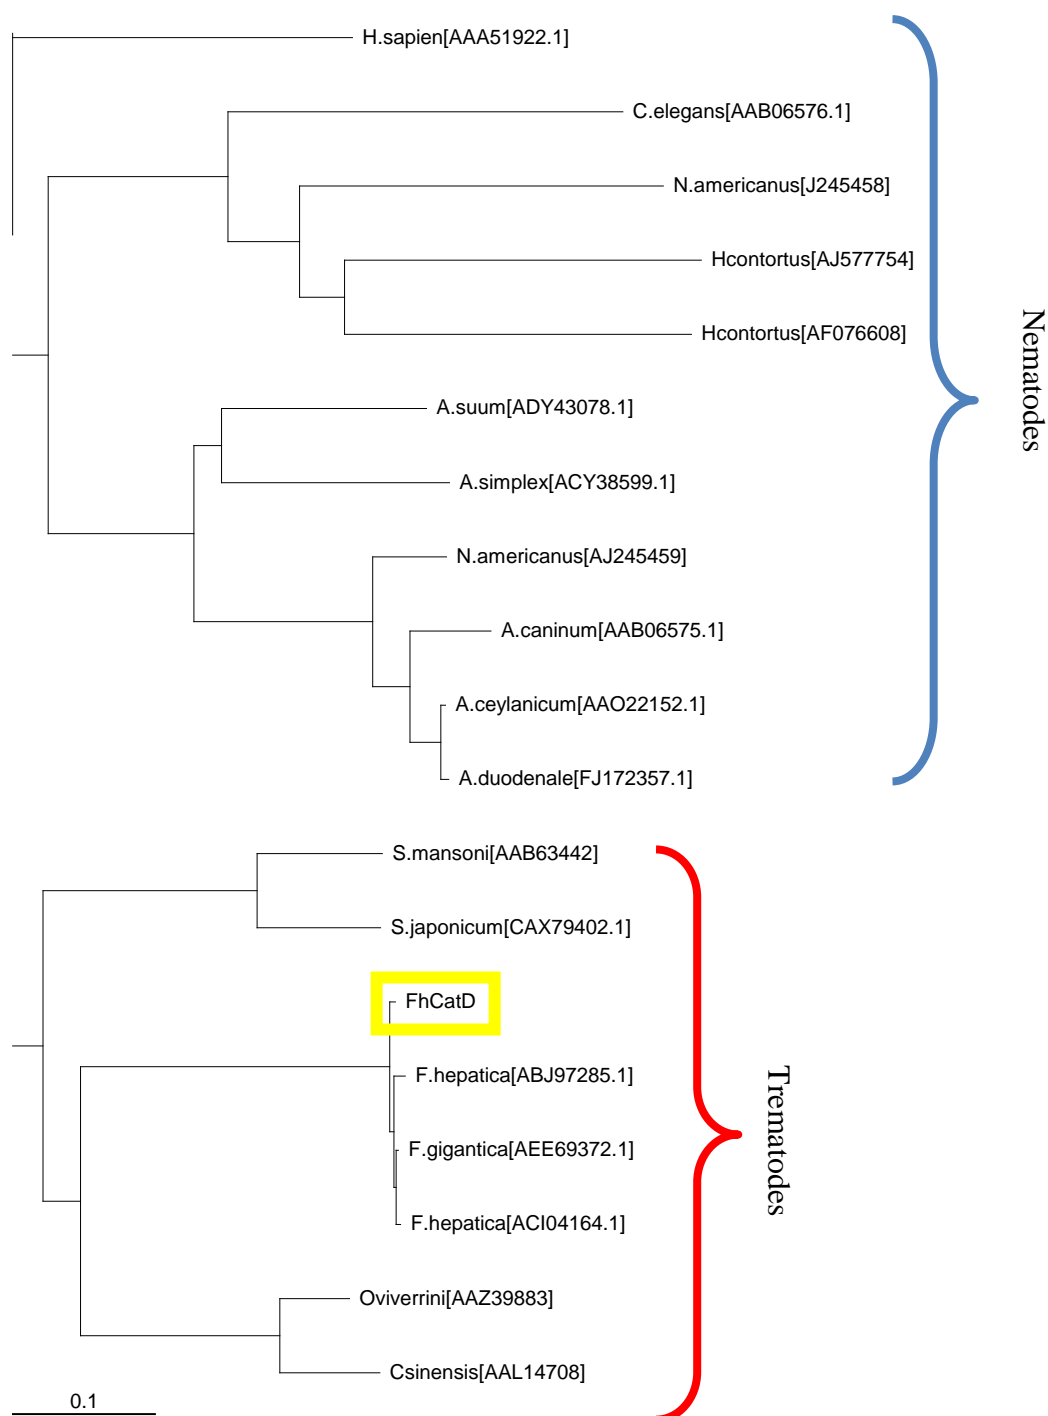 H.sapien[AAA51922.1]
C.elegans[AAB06576.1]
N.americanus[J245458]
Hcontortus[AJ577754]
Hcontortus[AF076608]
A.suum[ADY43078.1]
A.simplex[ACY38599.1]
N.americanus[AJ245459]
A.caninum[AAB06575.1]
A.ceylanicum[AAO22152.1]
A.duodenale[FJ172357.1]
Nematodes
S.mansoni[AAB63442]
S.japonicum[CAX79402.1]
FhCatD
F.hepatica[ABJ97285.1]
F.gigantica[AEE69372.1]
F.hepatica[ACI04164.1]
Oviverrini[AAZ39883]
Csinensis[AAL14708]
Trematodes
0.1